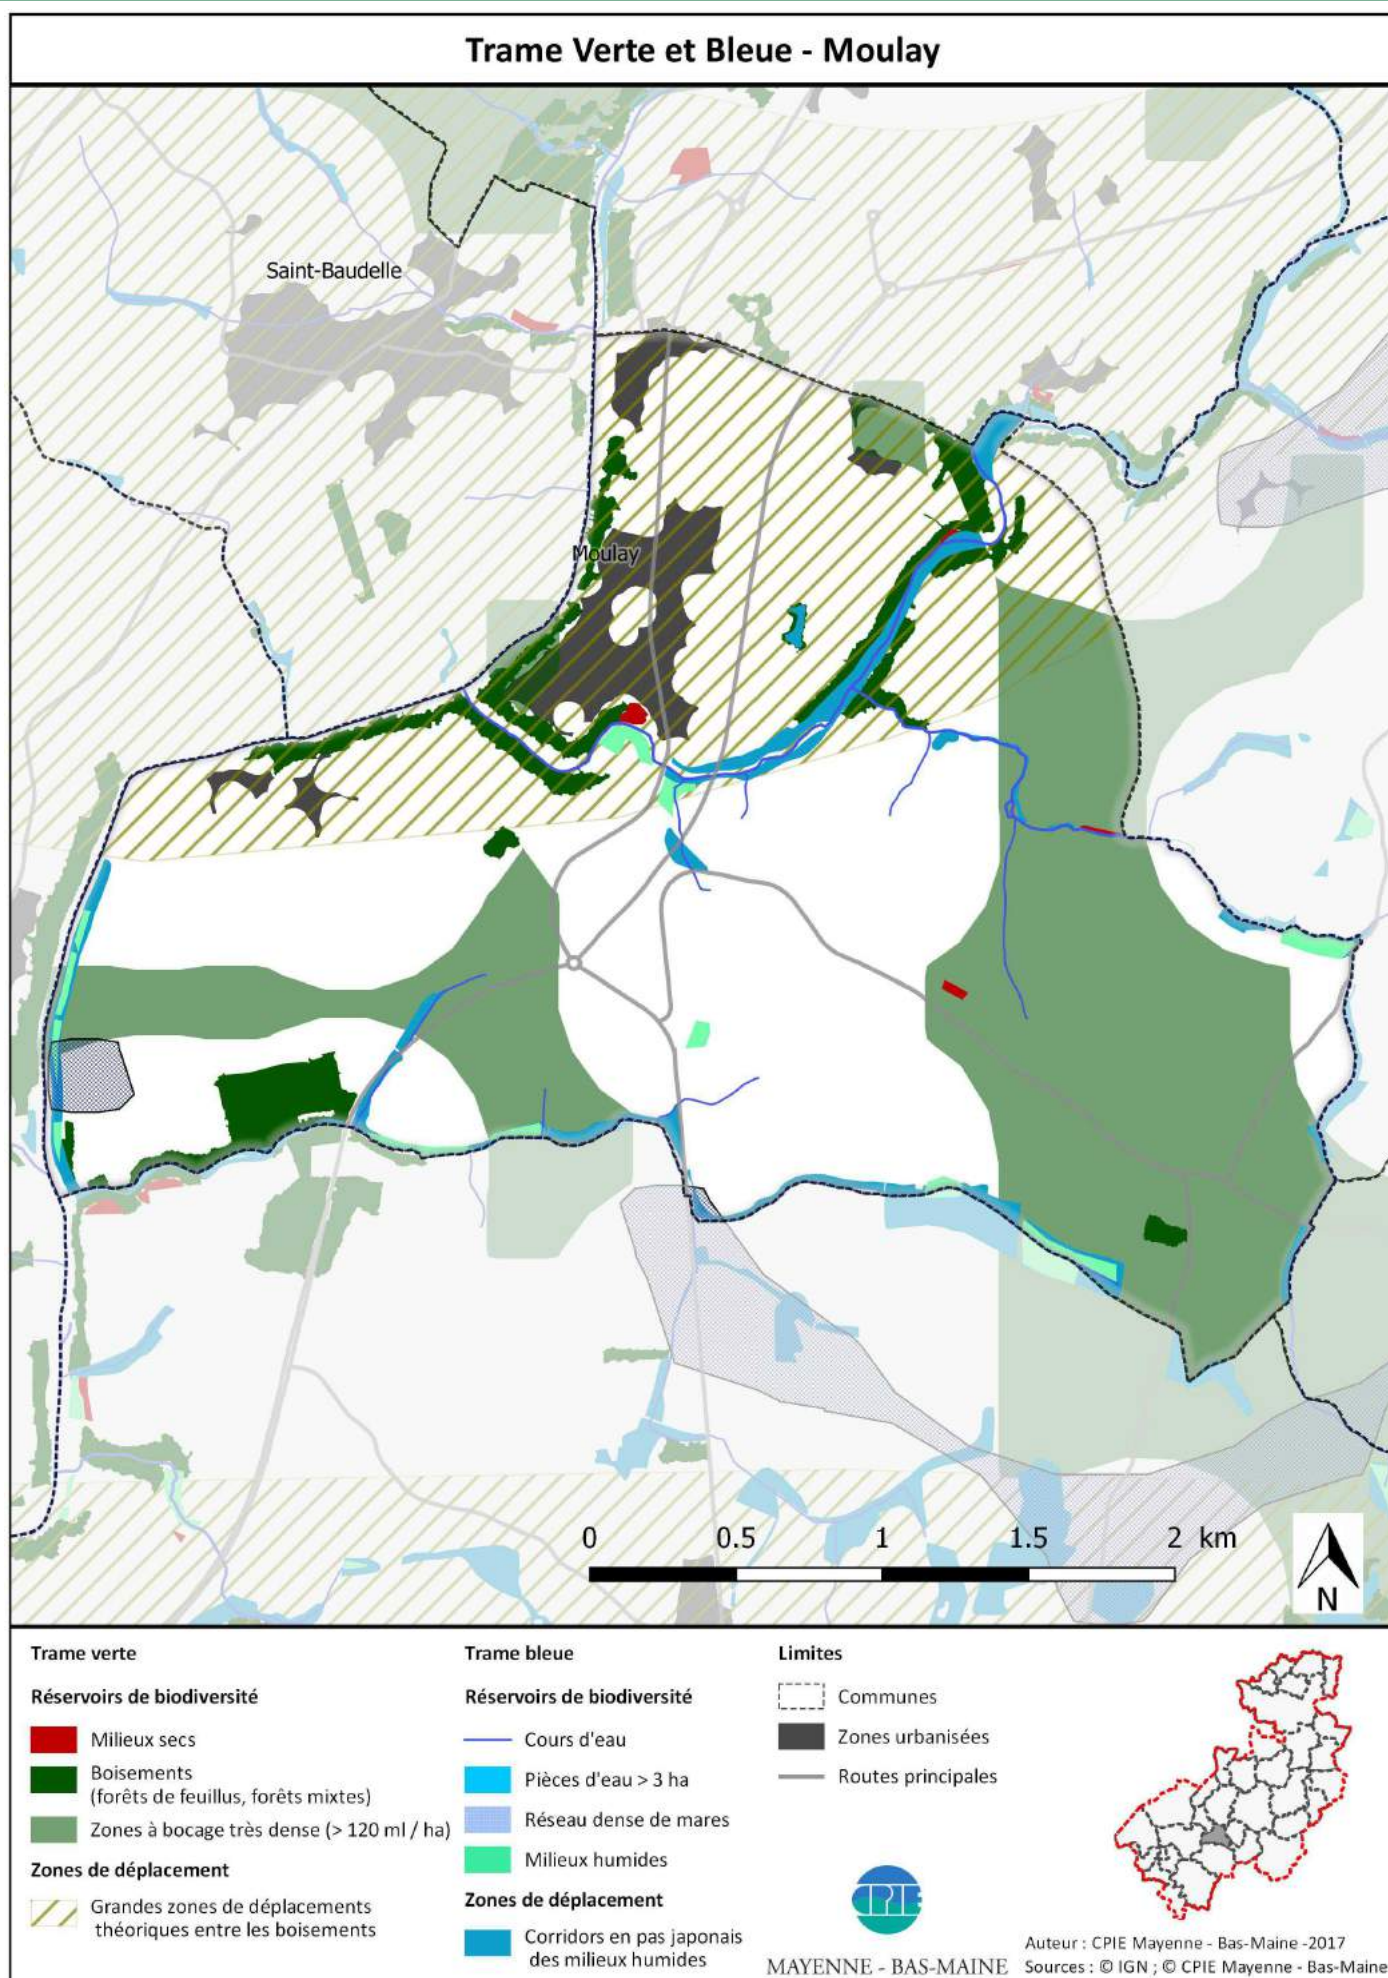 Trame Verte et Bleue - Moulay
Saint-Baudelle
Moulay
0 0.5 1 1.5 2 km
N
Trame verte
Réservoirs de biodiversité
Milieux secs
Boisements
(forêts de feuillus, forêts mixtes)
Zones à bocage très dense (> 120 ml / ha)
Zones de déplacement
Grandes zones de déplacements
théoriques entre les boisements
Trame bleue
Réservoirs de biodiversité
Cours d'eau
Pièces d'eau > 3 ha
Réseau dense de mares
Milieux humides
Zones de déplacement
Corridors en pas japonais
des milieux humides
Limites
Communes
Zones urbanisées
Routes principales
CPIE
MAYENNE - BAS-MAINE
Auteur : CPIE Mayenne - Bas-Maine -2017
Sources : © IGN ; © CPIE Mayenne - Bas-Maine